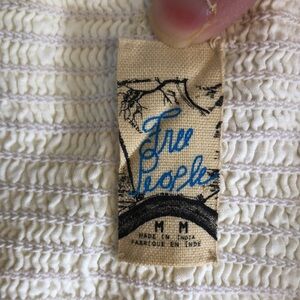 Free
People
M M
MADE IN INDIA
FABRIQUE EN INDE